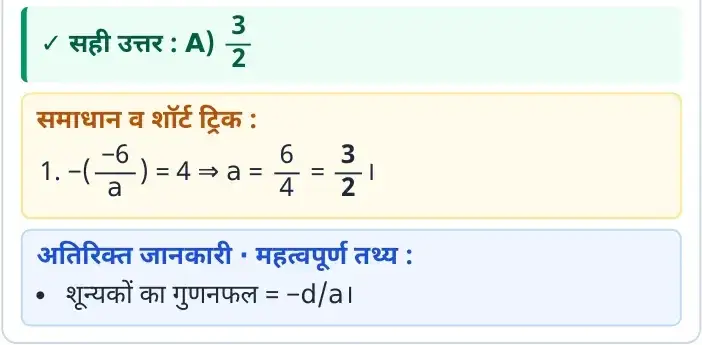 ✓ सही उत्तर : A) 3/2
समाधान व शॉर्ट ट्रिक :
1. −(−6/a) = 4 ⇒ a = 6/4 = 3/2।
अतिरिक्त जानकारी · महत्वपूर्ण तथ्य :
• शून्यकों का गुणनफल = −d/a।